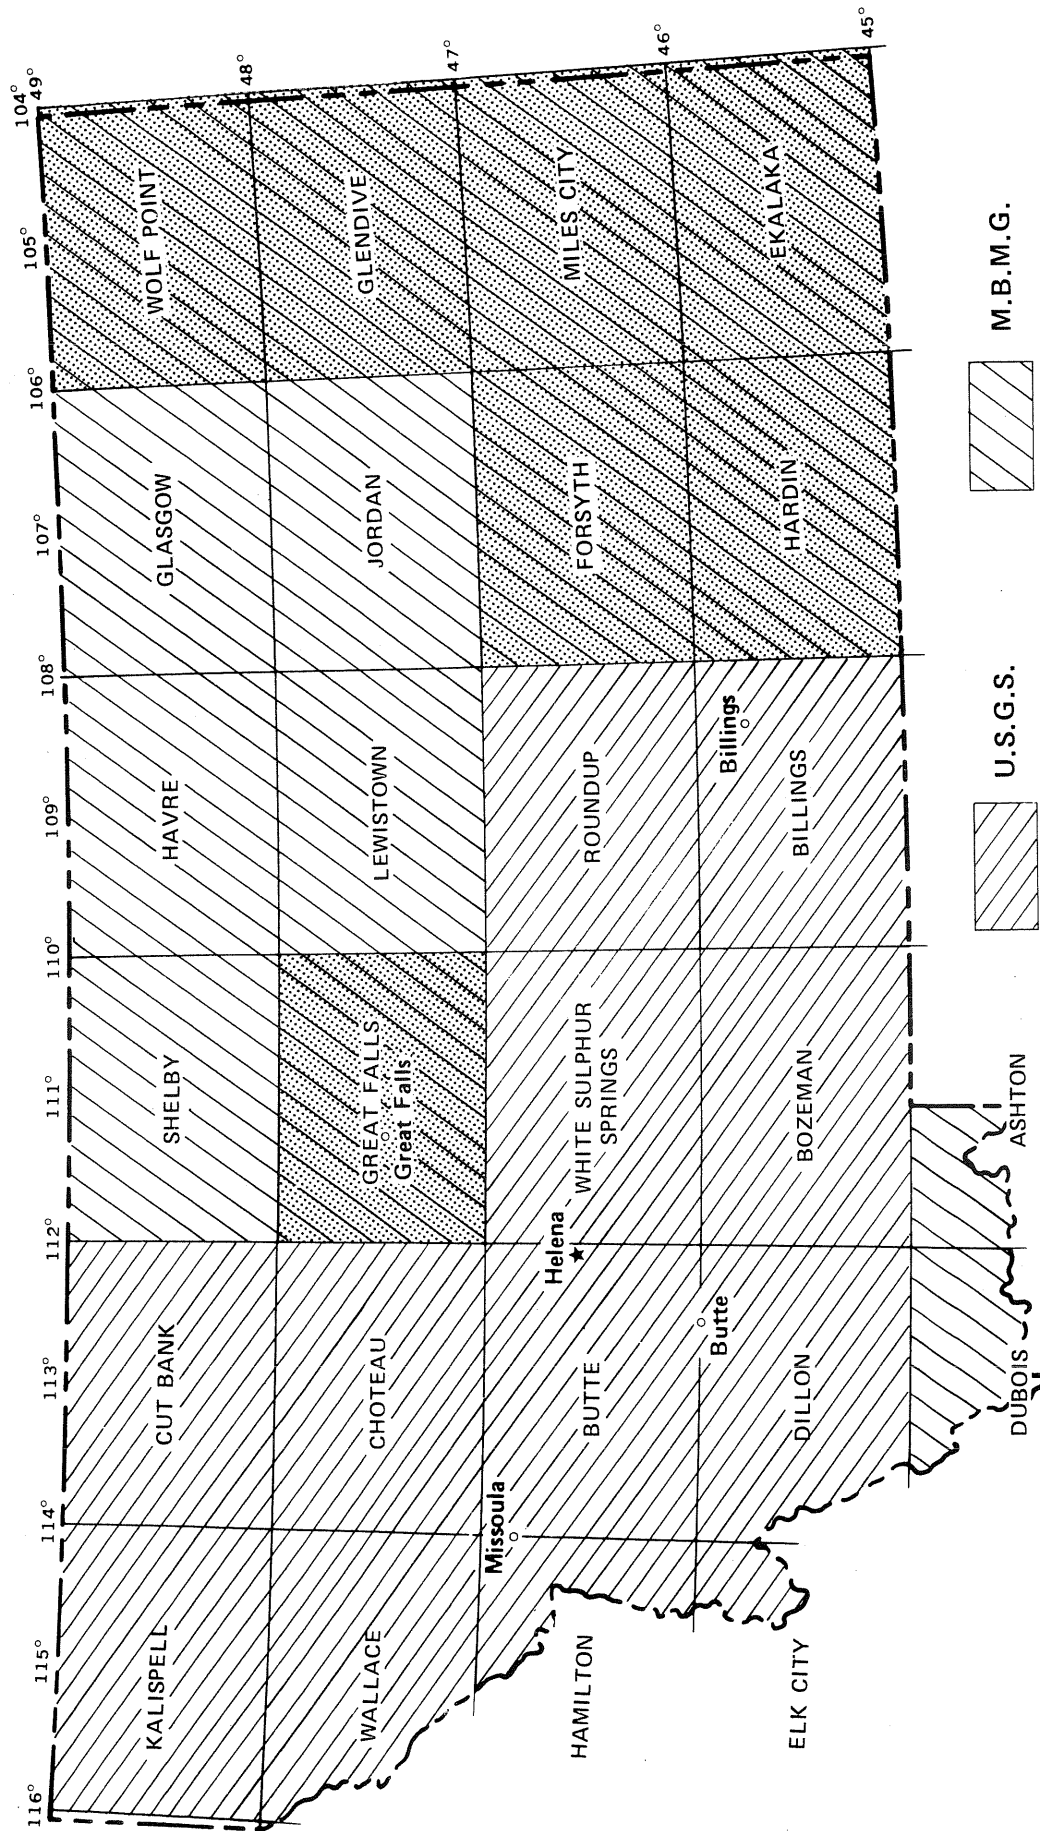 116°
115°
114°
113°
112°
111°
110°
109°
108°
107°
106°
105°
104°
49°
48°
47°
46°
45°
KALISPELL
CUT BANK
SHELBY
HAVRE
GLASGOW
WOLF POINT
WALLACE
CHOTEAU
GREAT FALLS
Great Falls
LEWISTOWN
JORDAN
GLENDIVE
Missoula
HAMILTON
BUTTE
Helena
WHITE SULPHUR
SPRINGS
ROUNDUP
FORSYTH
MILES CITY
ELK CITY
Butte
DILLON
BOZEMAN
Billings
BILLINGS
HARDIN
EKALAKA
DUBOIS
ASHTON
U.S.G.S.
M.B.M.G.